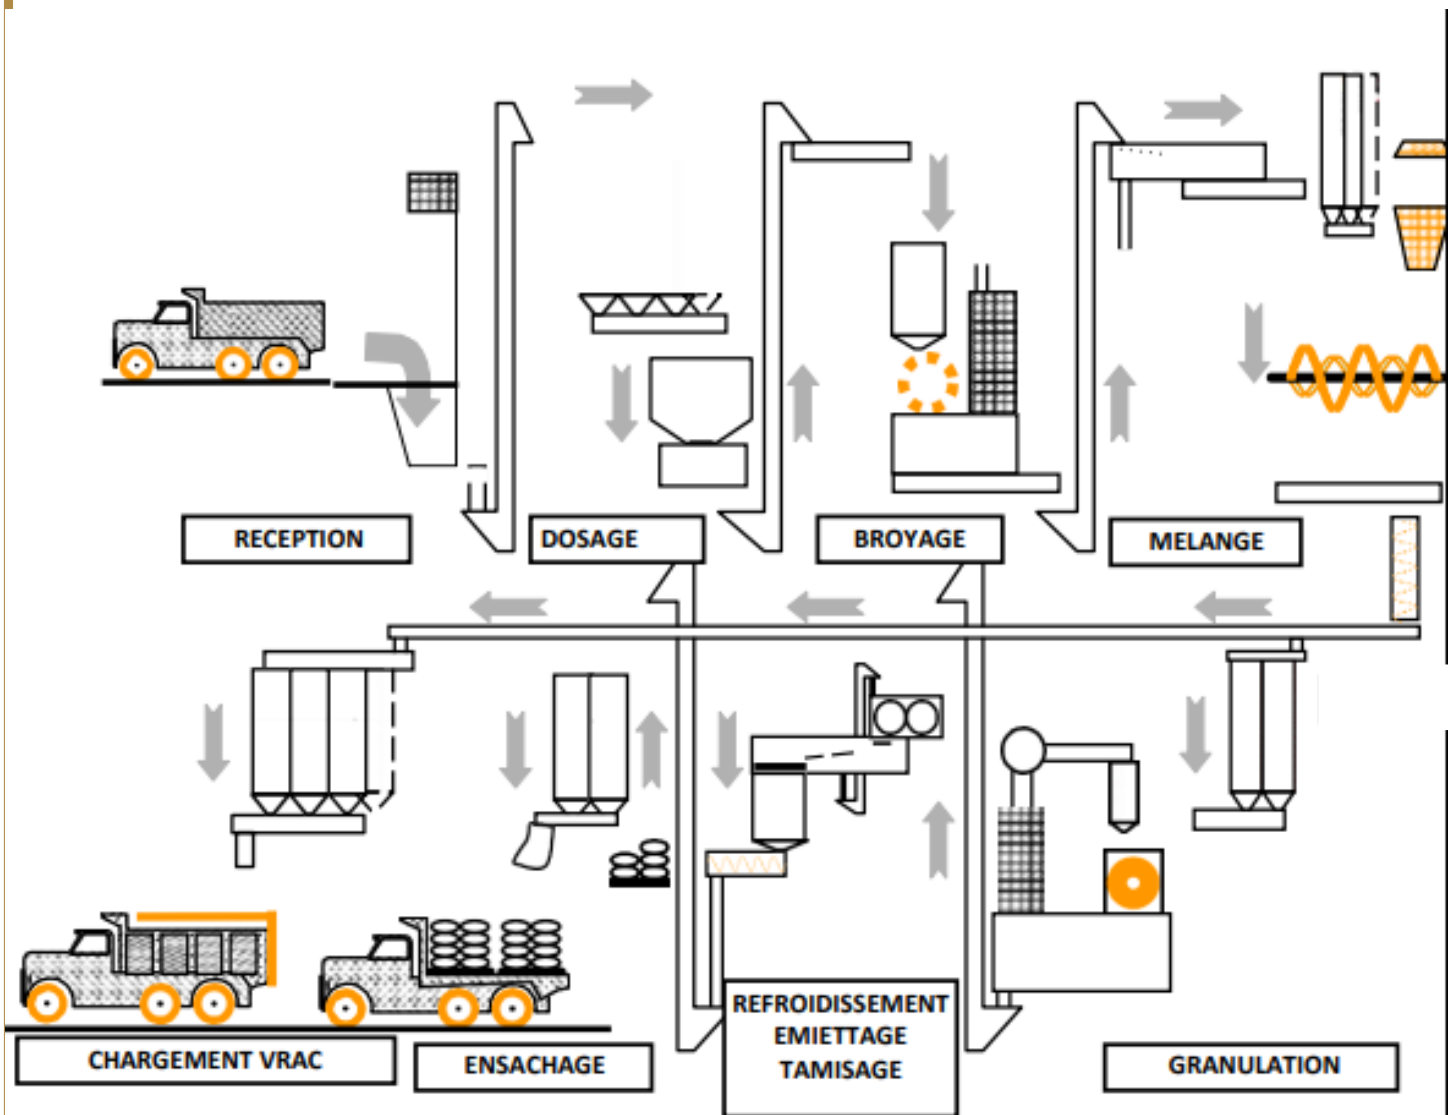 RECEPTION
DOSAGE
BROYAGE
MELANGE
CHARGEMENT VRAC
ENSACHAGE
REFROIDISSEMENT
EMIETTAGE
TAMISAGE
GRANULATION